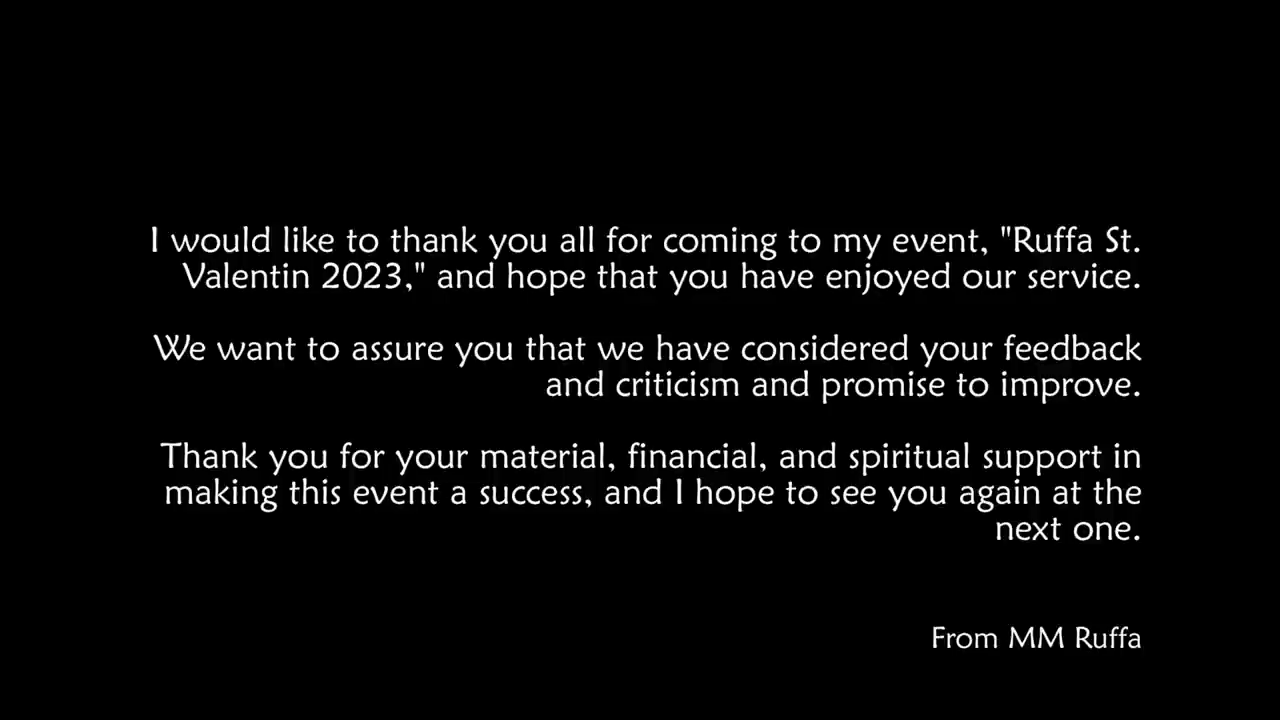 I would like to thank you all for coming to my event, "Ruffa St.
Valentin 2023," and hope that you have enjoyed our service.
We want to assure you that we have considered your feedback
and criticism and promise to improve.
Thank you for your material, financial, and spiritual support in
making this event a success, and I hope to see you again at the
next one.
From MM Ruffa